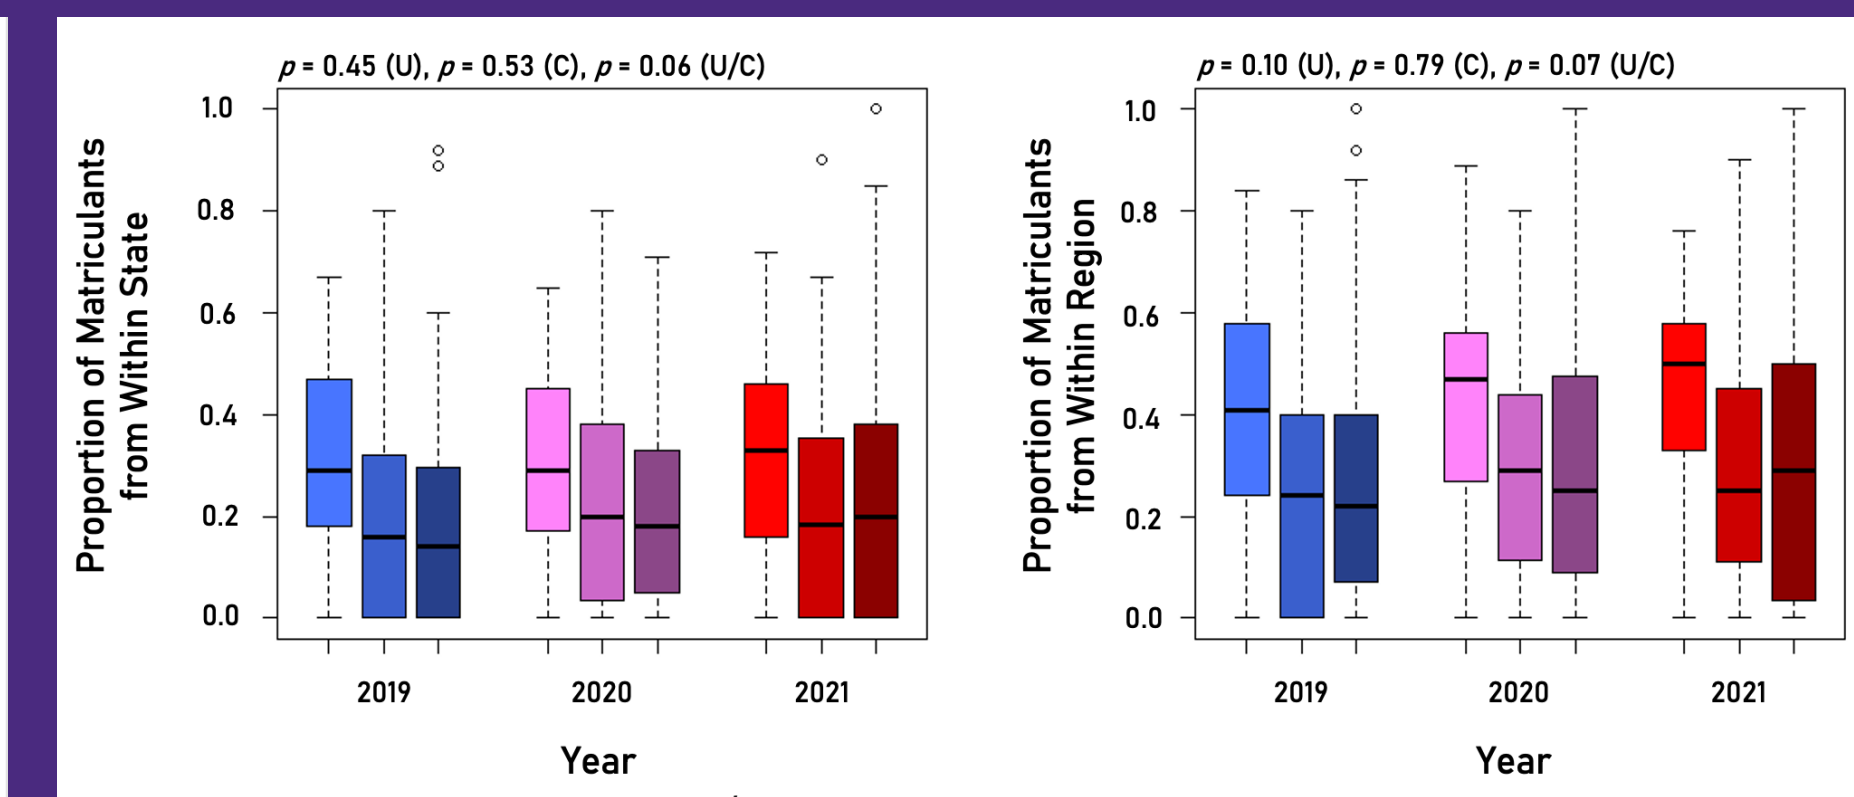 p = 0.45 (U), p = 0.53 (C), p = 0.06 (U/C)
Proportion of Matriculants
from Within State
1.0
0.8
0.6
0.4
0.2
0.0
2019
2020
2021
Year
p = 0.10 (U), p = 0.79 (C), p = 0.07 (U/C)
Proportion of Matriculants
from Within Region
1.0
0.8
0.6
0.4
0.2
0.0
2019
2020
2021
Year